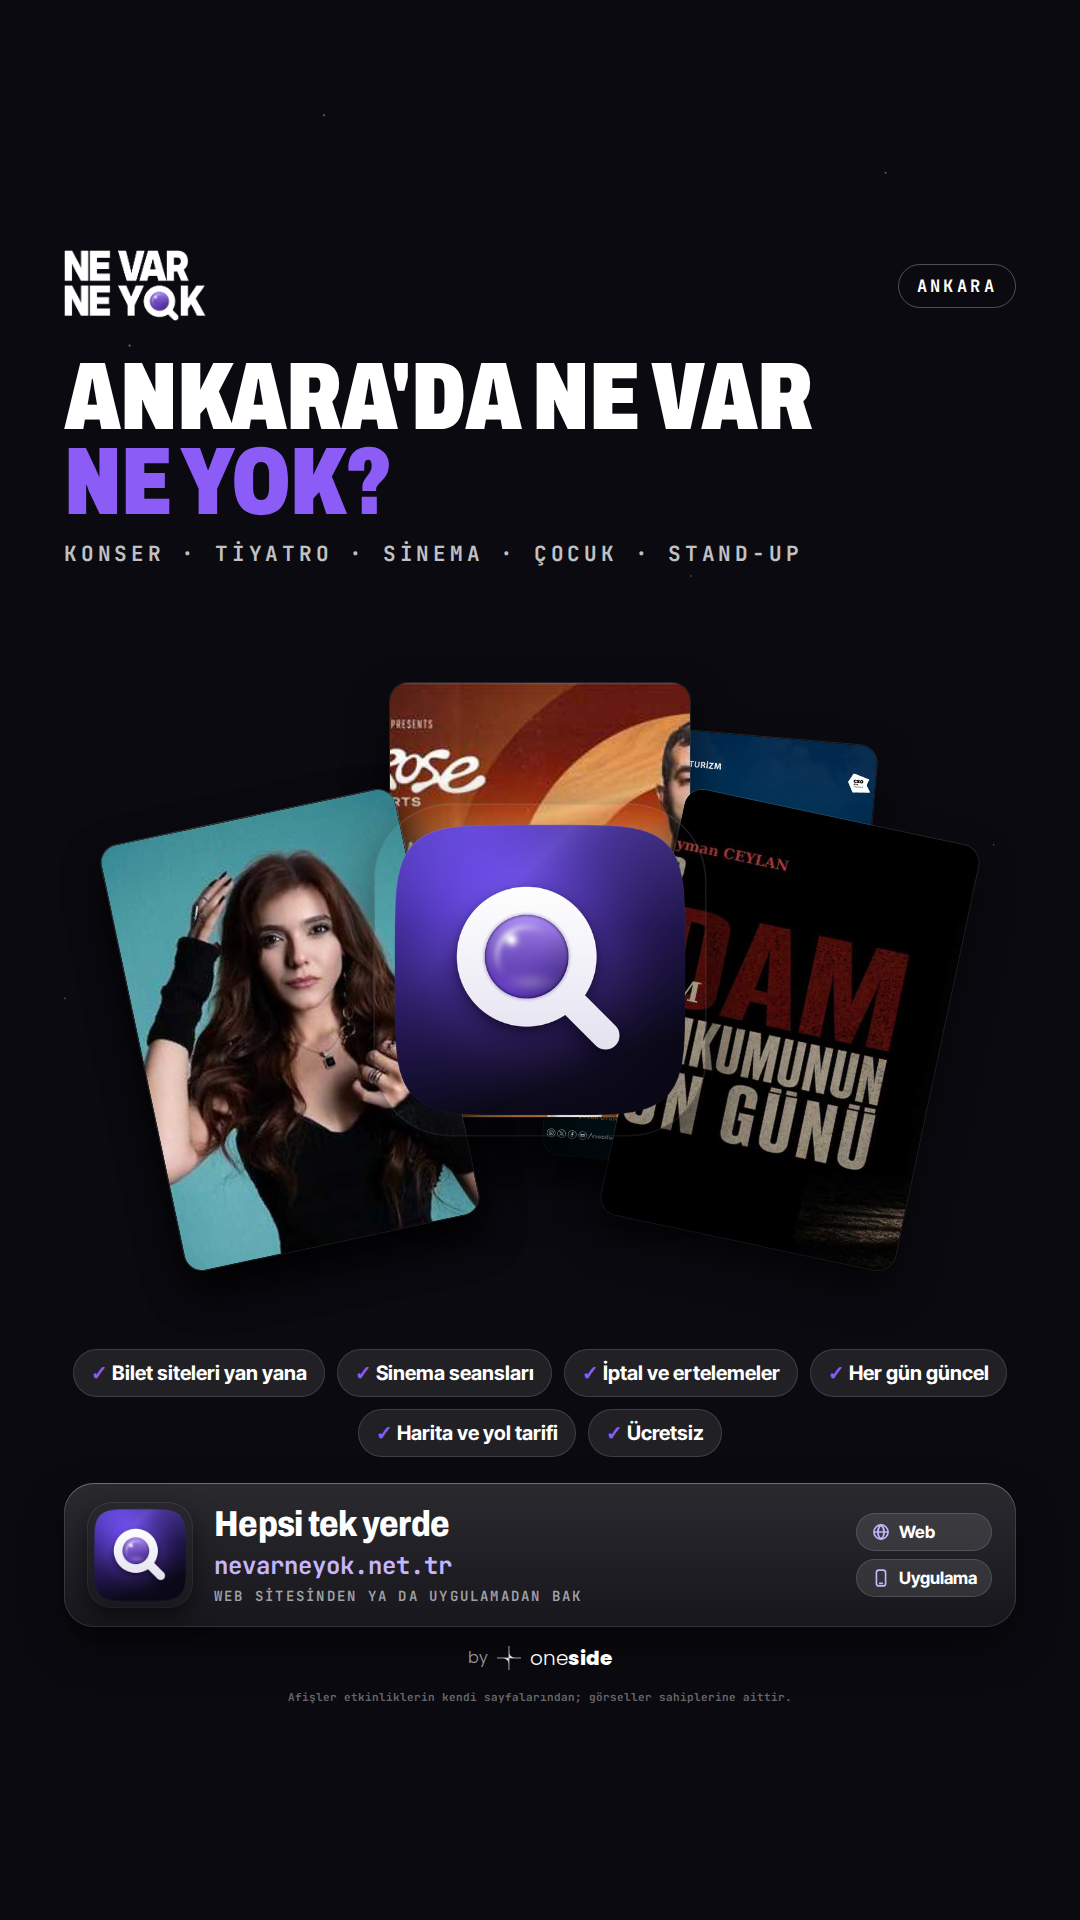 NE VAR
NE YOK
ANKARA
ANKARA'DA NE VAR
NE YOK?
KONSER · TİYATRO · SİNEMA · ÇOCUK · STAND-UP
PRESENTS
TURİZM
CEYLAN
GÜNÜ
✓ Bilet siteleri yan yana
✓ Sinema seansları
✓ İptal ve ertelemeler
✓ Her gün güncel
✓ Harita ve yol tarifi
✓ Ücretsiz
Hepsi tek yerde
nevarneyok.net.tr
WEB SİTESİNDEN YA DA UYGULAMADAN BAK
Web
Uygulama
by oneside
Afişler etkinliklerin kendi sayfalarından; görseller sahiplerine aittir.